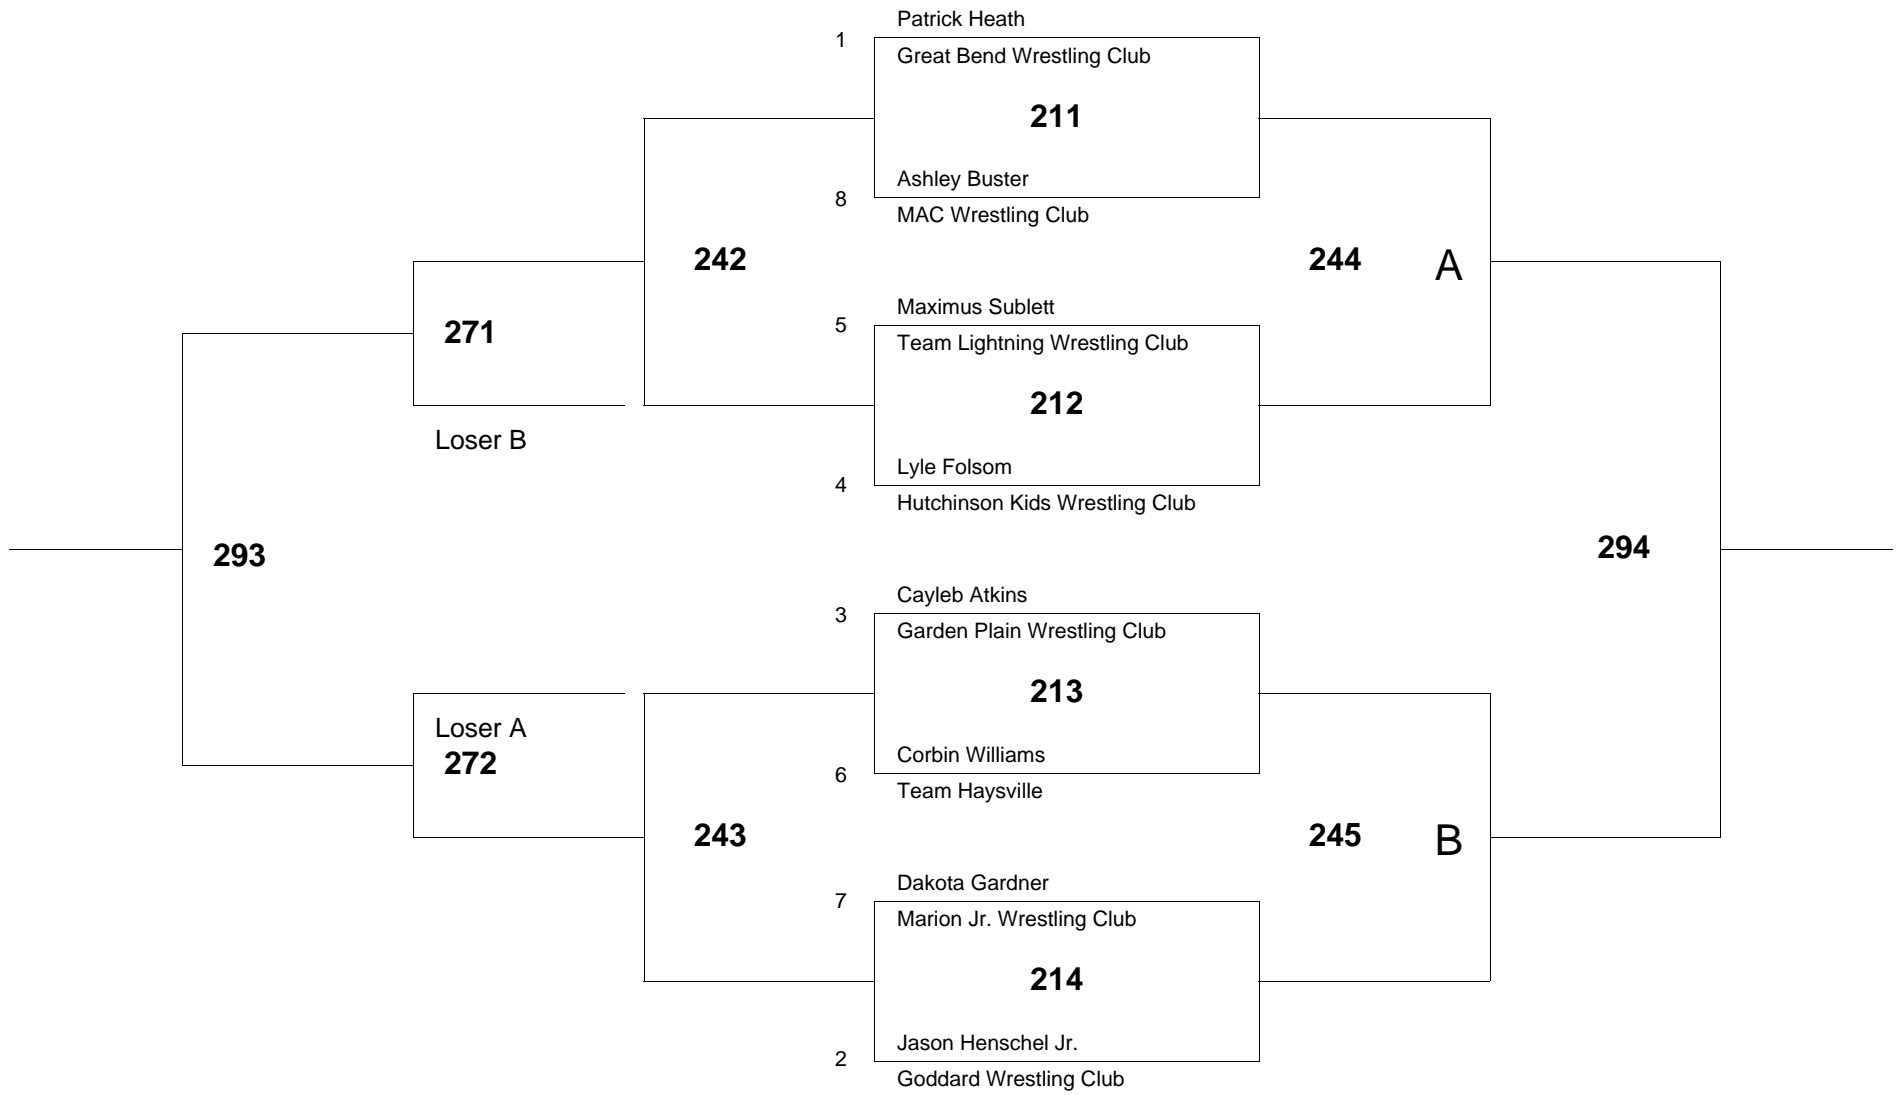 Patrick Heath
1
Great Bend Wrestling Club
211
Ashley Buster
8
MAC Wrestling Club
242
244
A
Maximus Sublett
5
271
Team Lightning Wrestling Club
212
Loser B
Lyle Folsom
4
Hutchinson Kids Wrestling Club
293
294
Cayleb Atkins
3
Garden Plain Wrestling Club
213
Loser A
272
Corbin Williams
6
Team Haysville
243
245
B
Dakota Gardner
7
Marion Jr. Wrestling Club
214
Jason Henschel Jr.
2
Goddard Wrestling Club